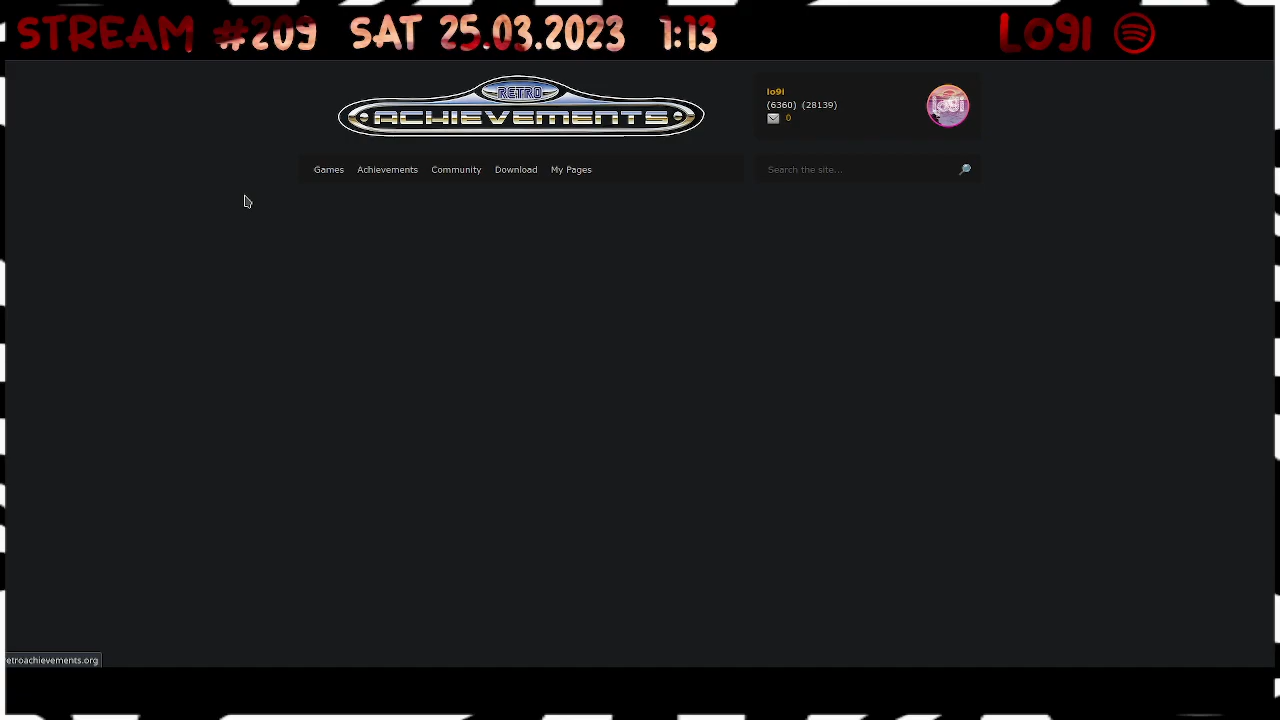 STREAM #209 SAT 25.03.2023 1:13 Lo9I
RETRO
ACHIEVEMENTS
lo9i
(6360) (28139)
0
lo9i
Games Achievements Community Download My Pages
Search the site...
etroachievements.org